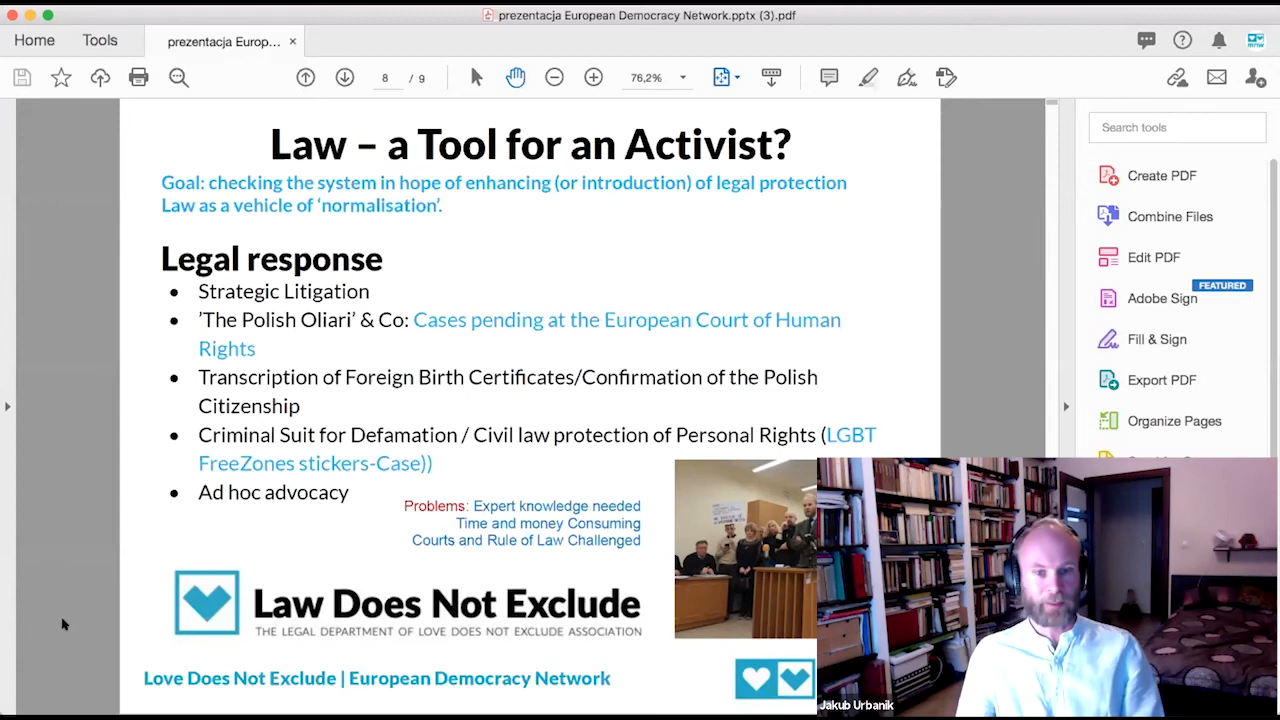 prezentacja European Democracy Network.pptx (3).pdf
Home
Tools
prezentacja Europ... ×
8 / 9
76,2%
Search tools
Create PDF
Combine Files
Edit PDF
FEATURED
Adobe Sign
Fill & Sign
Export PDF
Organize Pages
Law – a Tool for an Activist?
Goal: checking the system in hope of enhancing (or introduction) of legal protection
Law as a vehicle of ‘normalisation’.
Legal response
• Strategic Litigation
• ’The Polish Oliari’ & Co: Cases pending at the European Court of Human
Rights
• Transcription of Foreign Birth Certificates/Confirmation of the Polish
Citizenship
• Criminal Suit for Defamation / Civil law protection of Personal Rights (LGBT
FreeZones stickers-Case))
• Ad hoc advocacy
Problems: Expert knowledge needed
Time and money Consuming
Courts and Rule of Law Challenged
Law Does Not Exclude
THE LEGAL DEPARTMENT OF LOVE DOES NOT EXCLUDE ASSOCIATION
Love Does Not Exclude | European Democracy Network
Jakub Urbanik